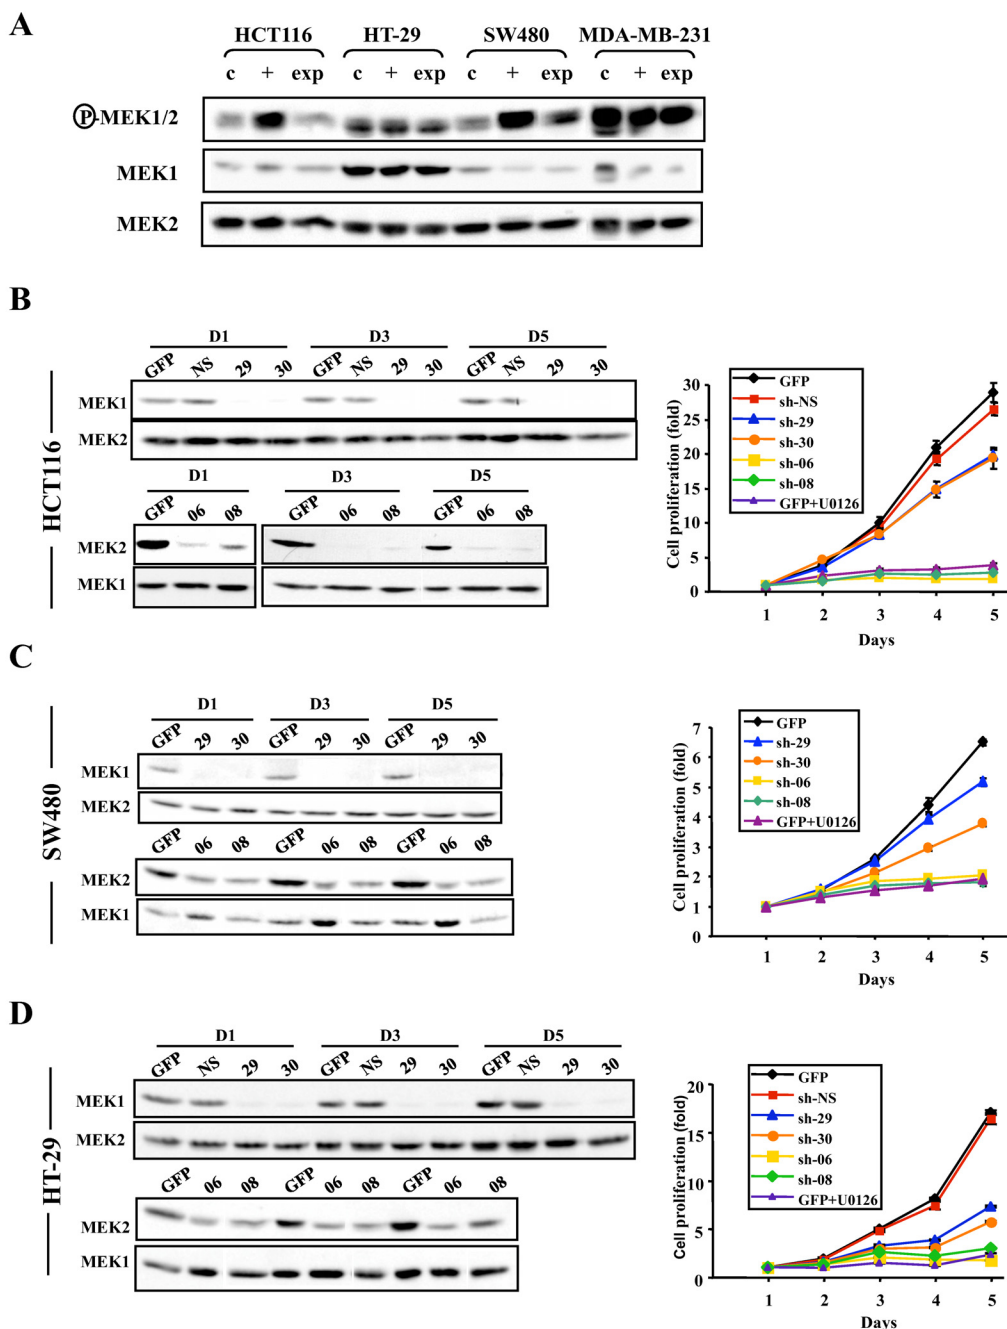 A
HCT116 HT-29 SW480 MDA-MB-231
c + exp c + exp c + exp c + exp
P-MEK1/2
MEK1
MEK2
B
HCT116
D1 D3 D5
GFP NS 29 30 GFP NS 29 30 GFP NS 29 30
MEK1
MEK2
D1 D3 D5
GFP 06 08 GFP 06 08 GFP 06 08
MEK2
MEK1
Cell proliferation (fold)
30
25
20
15
10
5
0
1 2 3 4 5
Days
GFP
sh-NS
sh-29
sh-30
sh-06
sh-08
GFP+U0126
C
SW480
D1 D3 D5
GFP 29 30 GFP 29 30 GFP 29 30
MEK1
MEK2
GFP 06 08 GFP 06 08 GFP 06 08
MEK2
MEK1
Cell proliferation (fold)
7
6
5
4
3
2
1
0
1 2 3 4 5
Days
GFP
sh-29
sh-30
sh-06
sh-08
GFP+U0126
D
HT-29
D1 D3 D5
GFP NS 29 30 GFP NS 29 30 GFP NS 29 30
MEK1
MEK2
GFP 06 08 GFP 06 08 GFP 06 08
MEK2
MEK1
Cell proliferation (fold)
20
15
10
5
0
1 2 3 4 5
Days
GFP
sh-NS
sh-29
sh-30
sh-06
sh-08
GFP+U0126